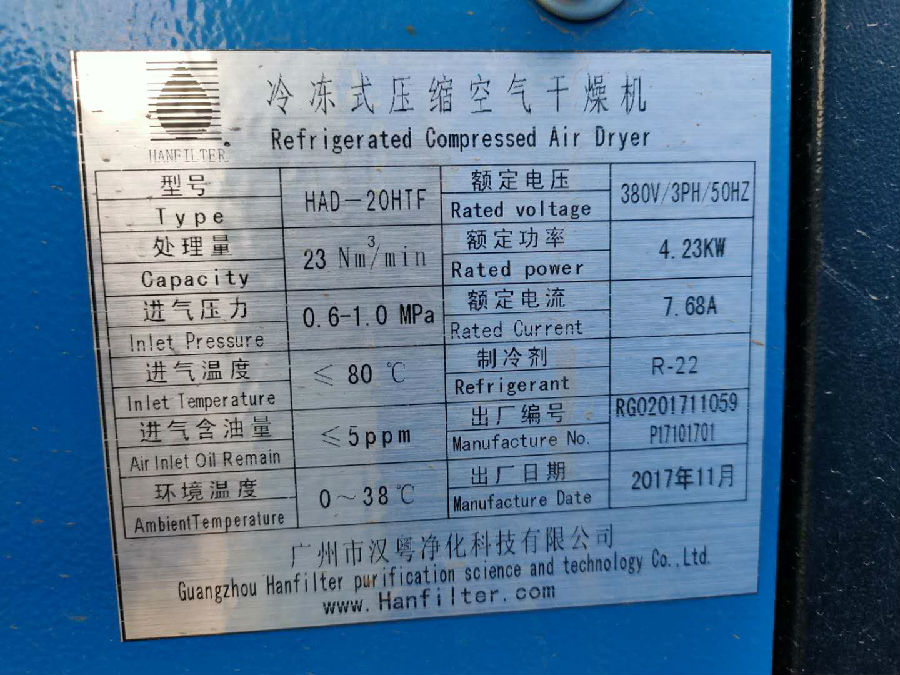 冷冻式压缩空气干燥机
Refrigerated Compressed Air Dryer
HANFILTER®
型号
Type
HAD-20HTF
额定电压
Rated voltage
380V/3PH/50HZ
处理量
Capacity
23 Nm³/min
额定功率
Rated power
4.23KW
进气压力
Inlet Pressure
0.6-1.0 MPa
额定电流
Rated Current
7.68A
进气温度
Inlet Temperature
≤ 80 ℃
制冷剂
Refrigerant
R-22
进气含油量
Air Inlet Oil Remain
≤5ppm
出厂编号
Manufacture No.
RG0201711059
P17101701
环境温度
AmbientTemperature
0~38℃
出厂日期
Manufacture Date
2017年11月
广州市汉粤净化科技有限公司
Guangzhou Hanfilter purification science and technology Co.,Ltd.
www.Hanfilter.com